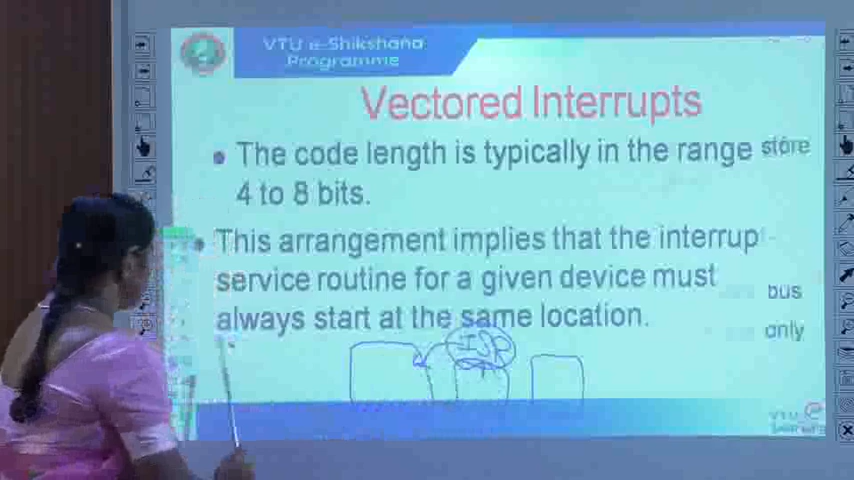 VTU e-Shikshana
Programme
Vectored Interrupts
• The code length is typically in the range store
4 to 8 bits.
• This arrangement implies that the interrup
service routine for a given device must
bus
always start at the same location.
only
ISR
VTU